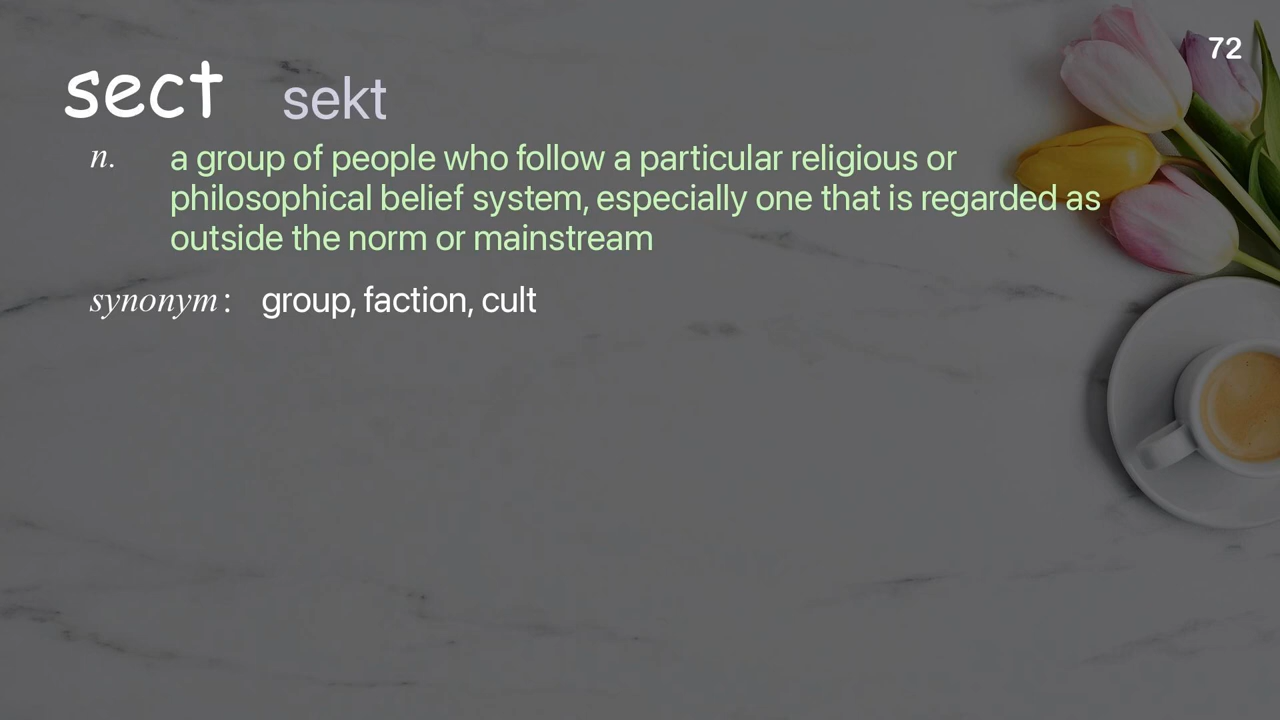 72
sect sekt
n. a group of people who follow a particular religious or
philosophical belief system, especially one that is regarded as
outside the norm or mainstream
synonym : group, faction, cult